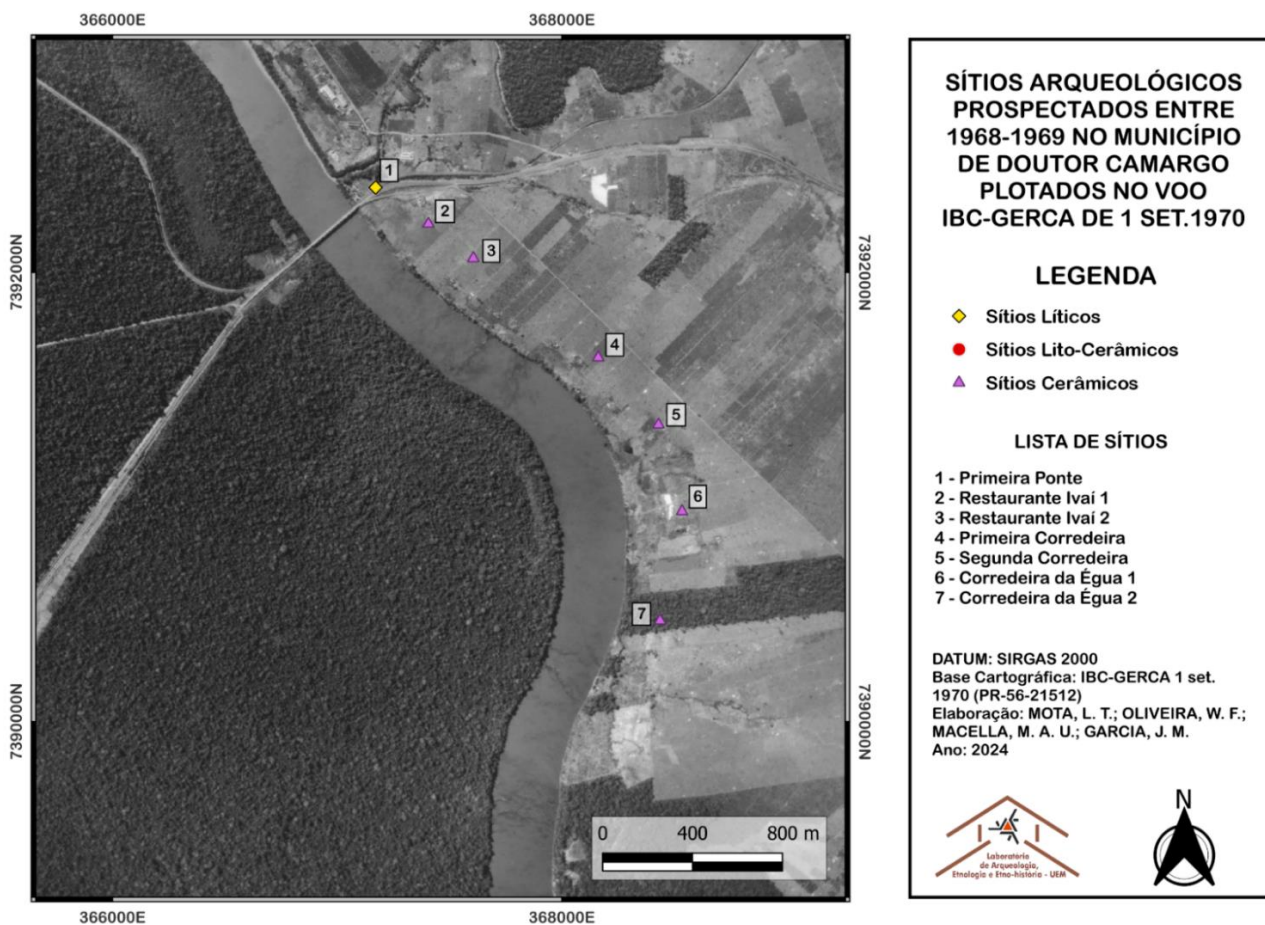 366000E
368000E
7392000N
7392000N
1
2
3
4
5
6
7
7390000N
7390000N
0 400 800 m
366000E
368000E
SÍTIOS ARQUEOLÓGICOS
PROSPECTADOS ENTRE
1968-1969 NO MUNICÍPIO
DE DOUTOR CAMARGO
PLOTADOS NO VOO
IBC-GERCA DE 1 SET.1970
LEGENDA
Sítios Líticos
Sítios Lito-Cerâmicos
Sítios Cerâmicos
LISTA DE SÍTIOS
1 - Primeira Ponte
2 - Restaurante Ivaí 1
3 - Restaurante Ivaí 2
4 - Primeira Corredeira
5 - Segunda Corredeira
6 - Corredeira da Égua 1
7 - Corredeira da Égua 2
DATUM: SIRGAS 2000
Base Cartográfica: IBC-GERCA 1 set.
1970 (PR-56-21512)
Elaboração: MOTA, L. T.; OLIVEIRA, W. F.;
MACELLA, M. A. U.; GARCIA, J. M.
Ano: 2024
Laboratório
de Arqueologia,
Etnologia e Etno-história - UEM
N